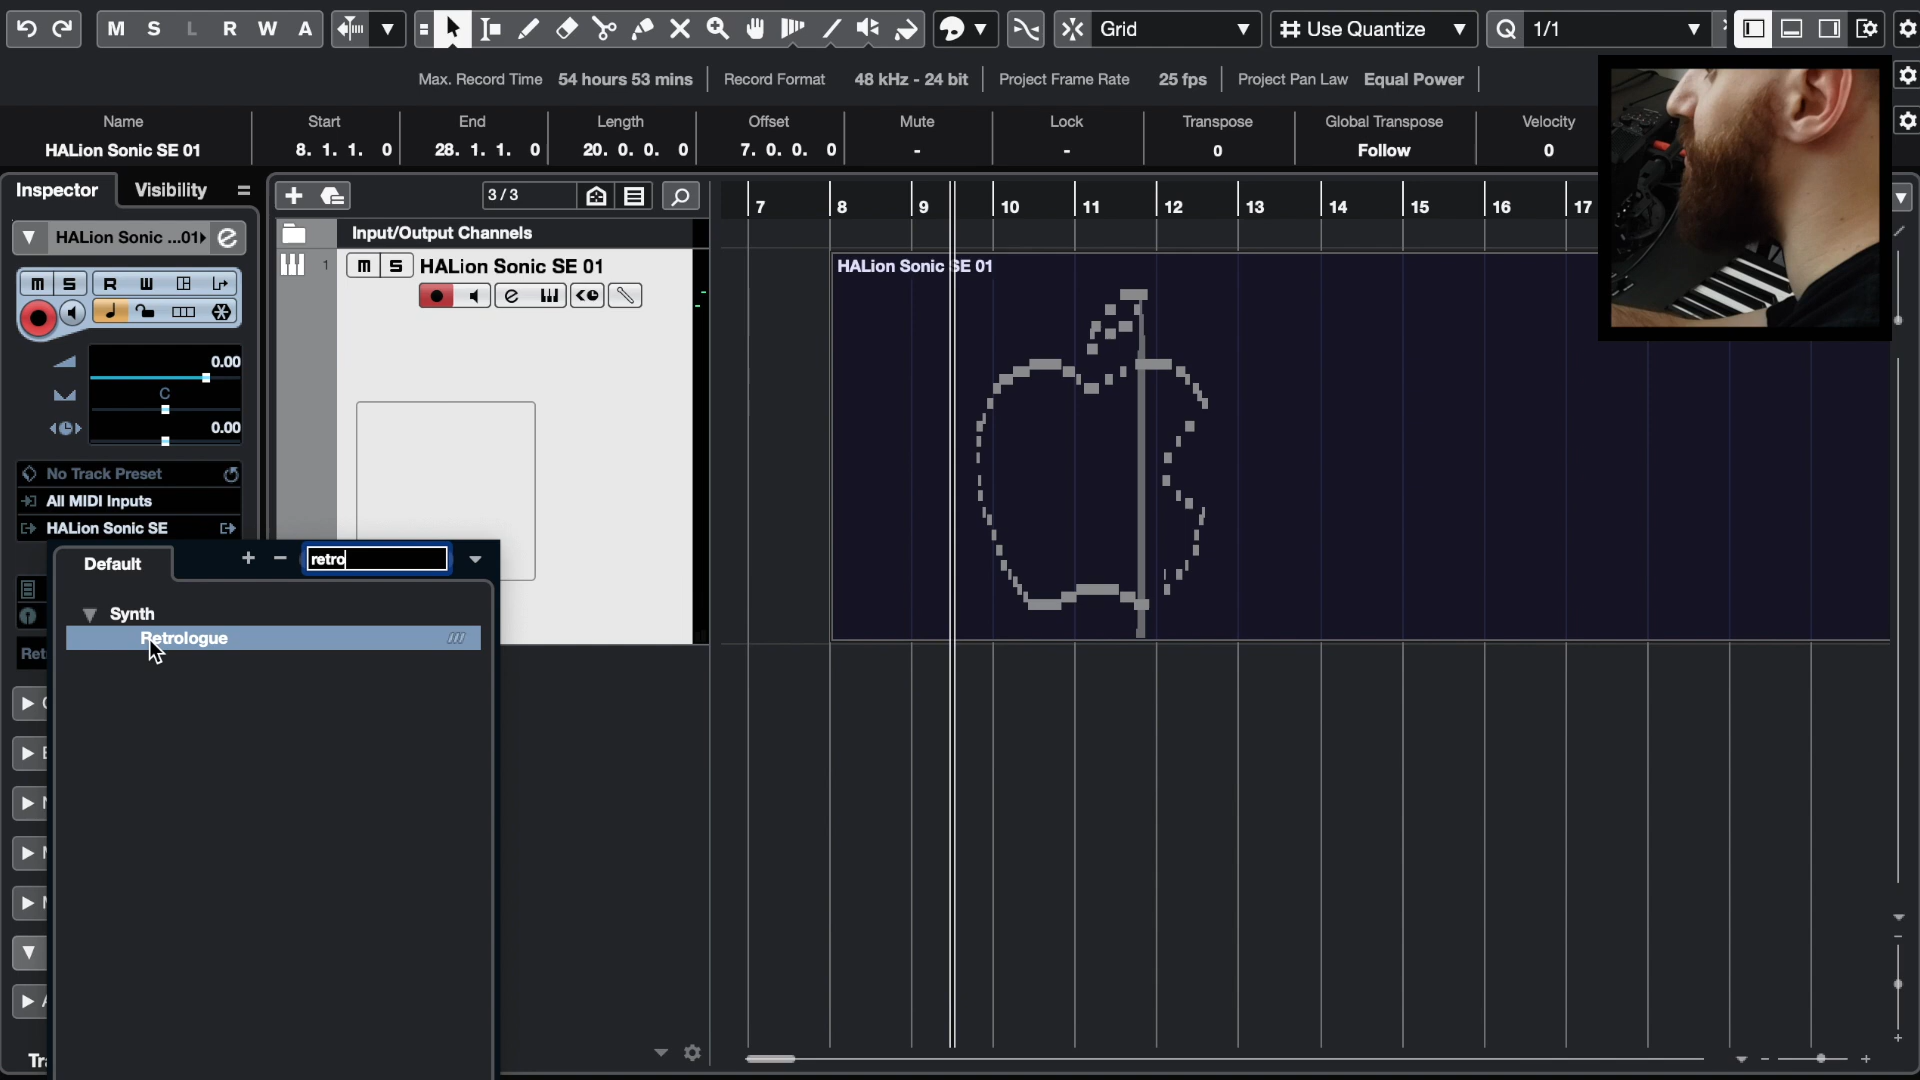 M S L R W A
Grid
Use Quantize
1/1
Max. Record Time 54 hours 53 mins
Record Format 48 kHz - 24 bit
Project Frame Rate 25 fps
Project Pan Law Equal Power
Name Start End Length Offset Mute Lock Transpose Global Transpose Velocity
HALion Sonic SE 01 8. 1. 1. 0 28. 1. 1. 0 20. 0. 0. 0 7. 0. 0. 0 - - 0 Follow 0
Inspector Visibility
3 / 3
7 8 9 10 11 12 13 14 15 16 17
HALion Sonic ...01
Input/Output Channels
1 m S HALion Sonic SE 01
HALion Sonic SE 01
m S R W
e
0.00
C
0.00
No Track Preset
All MIDI Inputs
HALion Sonic SE
Default
retro
Synth
Retrologue
Ret